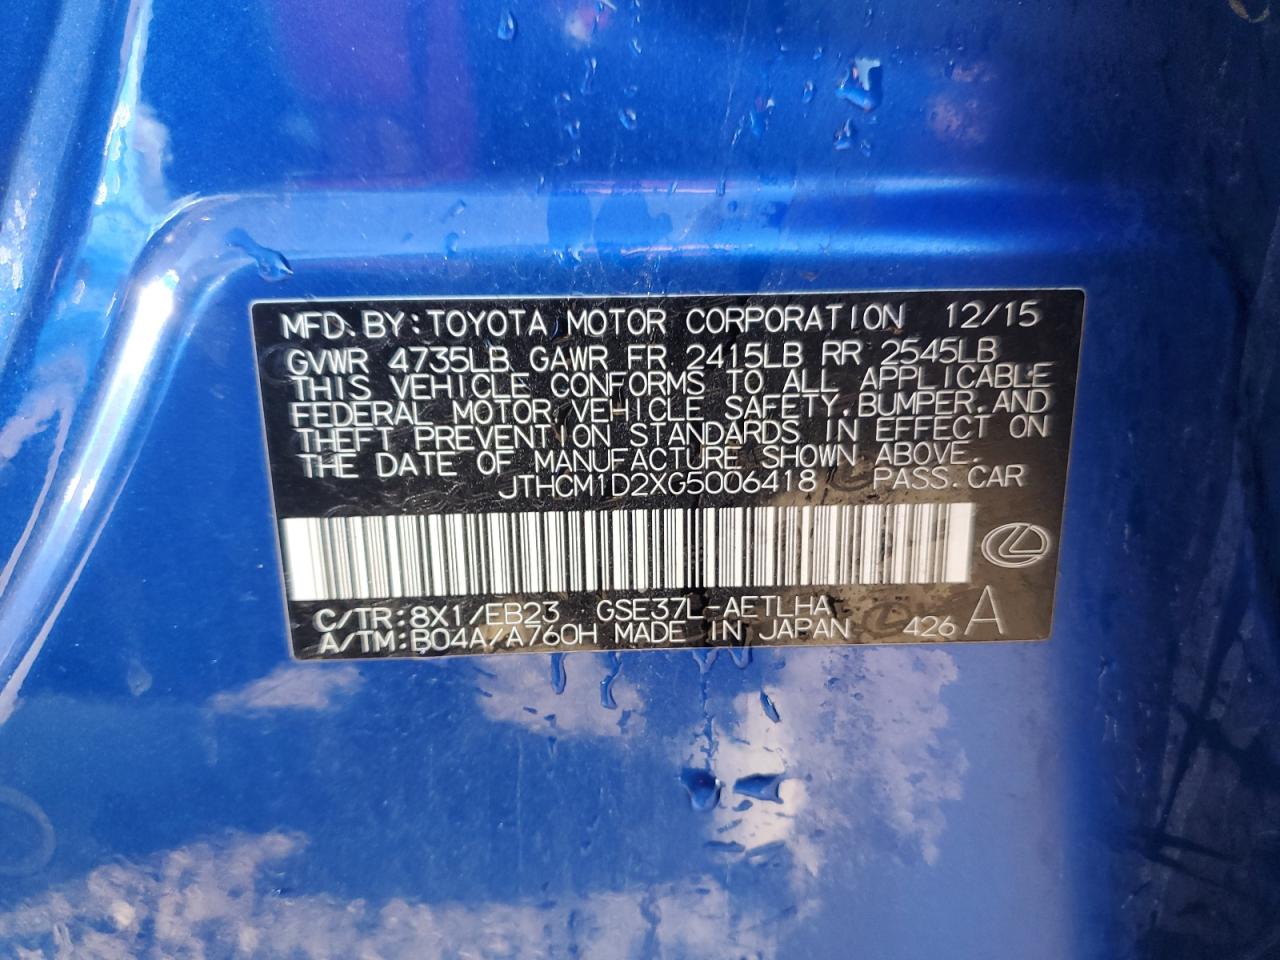 MFD.BY:TOYOTA MOTOR CORPORATION 12/15
GVWR 4735LB GAWR FR 2415LB RR 2545LB
THIS VEHICLE CONFORMS TO ALL APPLICABLE
FEDERAL MOTOR VEHICLE SAFETY,BUMPER,AND
THEFT PREVENTION STANDARDS IN EFFECT ON
THE DATE OF MANUFACTURE SHOWN ABOVE.
JTHCM1D2XG5006418 PASS.CAR
C/TR:8X1/EB23 GSE37L-AETLHA
A/TM:B04A/A760H MADE IN JAPAN 426 A